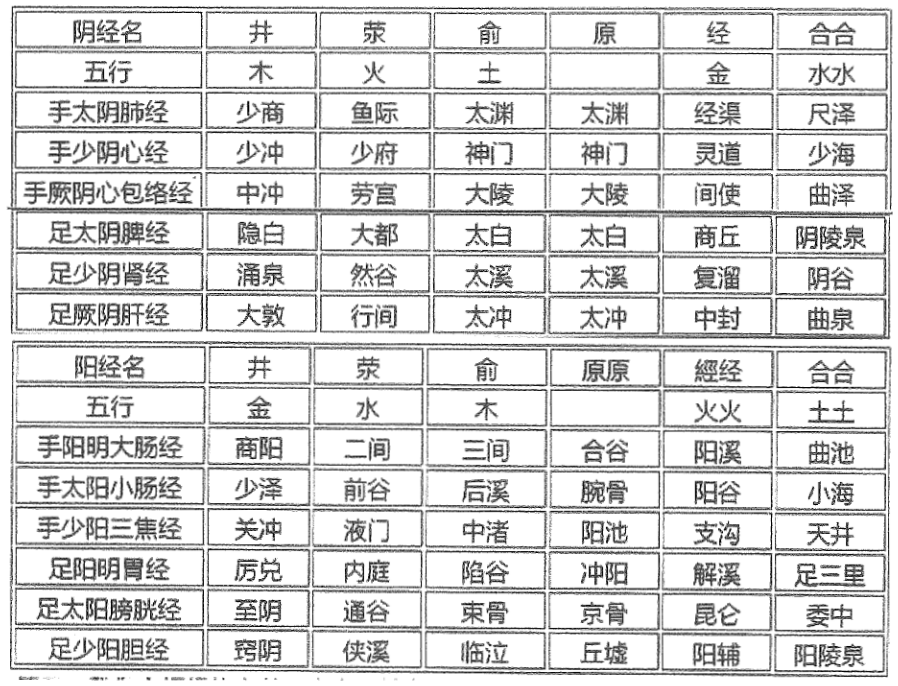 阴经名 井 荥 俞 原 经 合合
五行 木 火 土 金 水水
手太阴肺经 少商 鱼际 太渊 太渊 经渠 尺泽
手少阴心经 少冲 少府 神门 神门 灵道 少海
手厥阴心包络经 中冲 劳宫 大陵 大陵 间使 曲泽
足太阴脾经 隐白 大都 太白 太白 商丘 阴陵泉
足少阴肾经 涌泉 然谷 太溪 太溪 复溜 阴谷
足厥阴肝经 大敦 行间 太冲 太冲 中封 曲泉
阳经名 井 荥 俞 原原 經经 合合
五行 金 水 木 火火 土土
手阳明大肠经 商阳 二间 三间 合谷 阳溪 曲池
手太阳小肠经 少泽 前谷 后溪 腕骨 阳谷 小海
手少阳三焦经 关冲 液门 中渚 阳池 支沟 天井
足阳明胃经 厉兑 内庭 陷谷 冲阳 解溪 足三里
足太阳膀胱经 至阴 通谷 束骨 京骨 昆仑 委中
足少阳胆经 窍阴 侠溪 临泣 丘墟 阳辅 阳陵泉